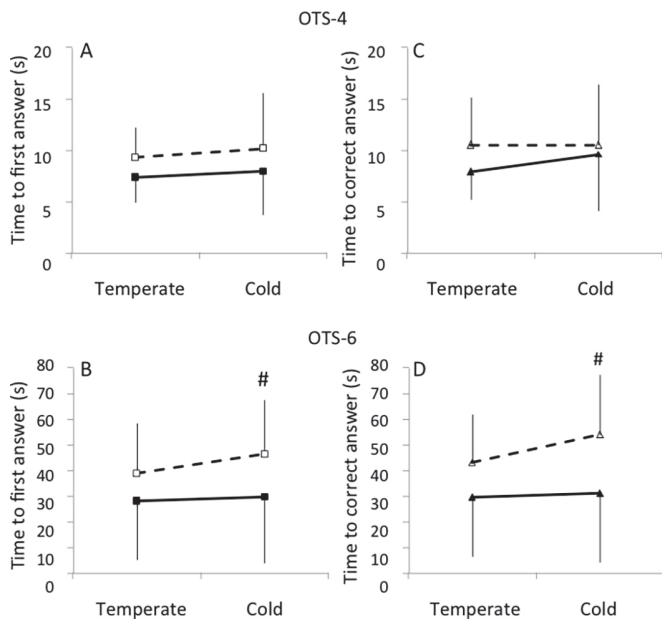 OTS-4
A
Time to first answer (s)
20
15
10
5
0
Temperate Cold
C
Time to correct answer (s)
20
15
10
5
0
Temperate Cold
OTS-6
B
Time to first answer (s)
80
70
60
50
40
30
20
10
0
#
Temperate Cold
D
Time to correct answer (s)
80
70
60
50
40
30
20
10
0
#
Temperate Cold